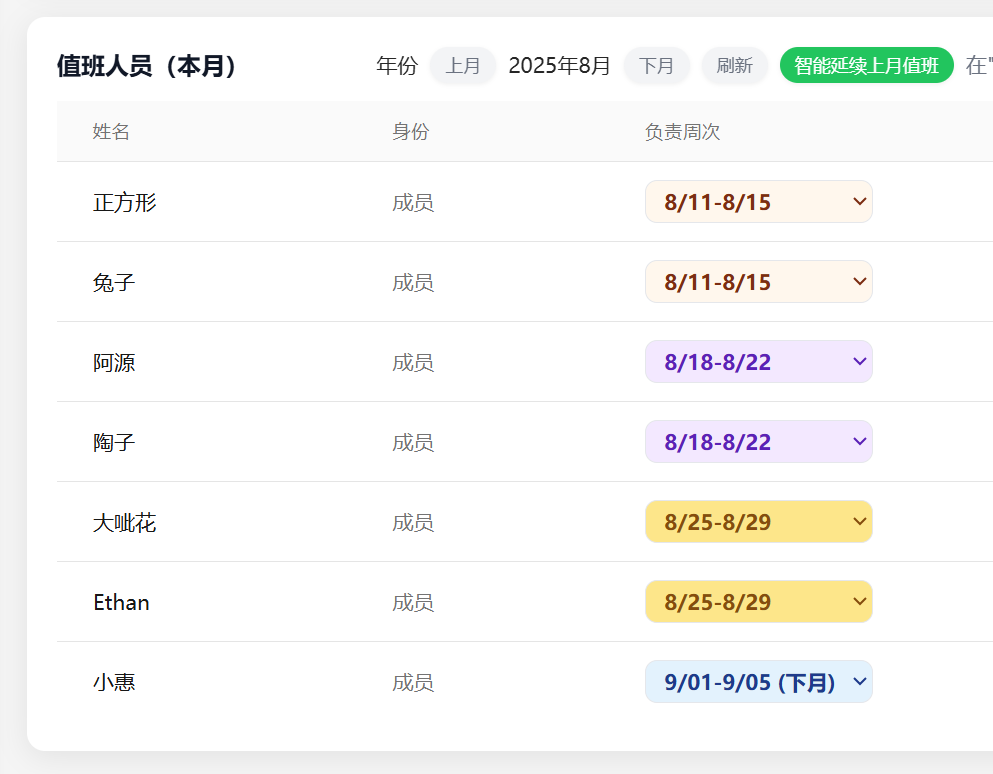 值班人员（本月） 年份 上月 2025年8月 下月 刷新 智能延续上月值班 在"
姓名 身份 负责周次
正方形 成员 8/11-8/15
兔子 成员 8/11-8/15
阿源 成员 8/18-8/22
陶子 成员 8/18-8/22
大呲花 成员 8/25-8/29
Ethan 成员 8/25-8/29
小惠 成员 9/01-9/05 (下月)